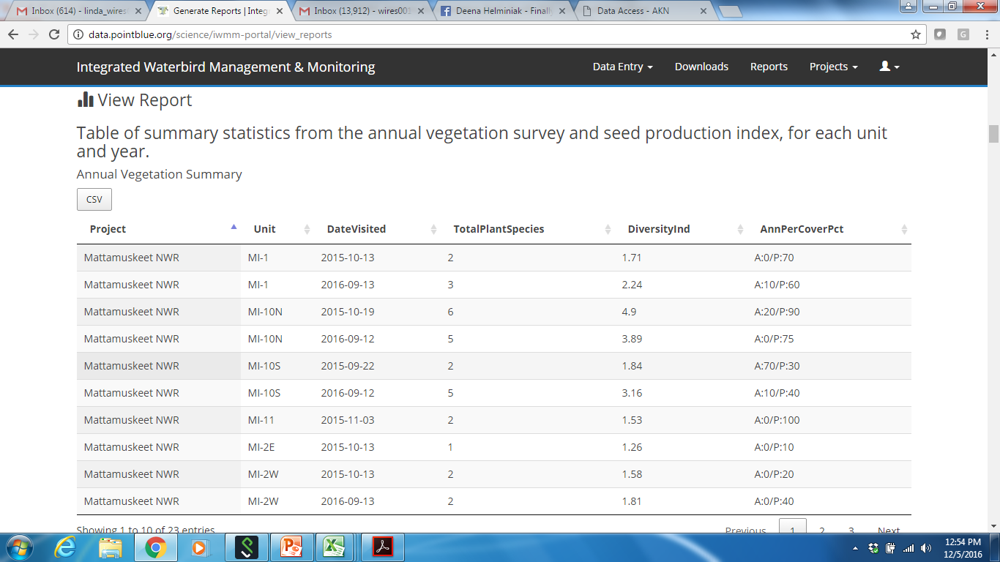 Inbox (614) - linda_wires
Generate Reports | Integ
Inbox (13,912) - wires001
Deena Helminiak - Finall
Data Access - AKN
data.pointblue.org/science/iwmm-portal/view_reports
G
Integrated Waterbird Management & Monitoring
Data Entry
Downloads
Reports
Projects
View Report
Table of summary statistics from the annual vegetation survey and seed production index, for each unit
and year.
Annual Vegetation Summary
CSV
Project Unit DateVisited TotalPlantSpecies DiversityInd AnnPerCoverPct
Mattamuskeet NWR MI-1 2015-10-13 2 1.71 A:0/P:70
Mattamuskeet NWR MI-1 2016-09-13 3 2.24 A:10/P:60
Mattamuskeet NWR MI-10N 2015-10-19 6 4.9 A:20/P:90
Mattamuskeet NWR MI-10N 2016-09-12 5 3.89 A:0/P:75
Mattamuskeet NWR MI-10S 2015-09-22 2 1.84 A:70/P:30
Mattamuskeet NWR MI-10S 2016-09-12 5 3.16 A:10/P:40
Mattamuskeet NWR MI-11 2015-11-03 2 1.53 A:0/P:100
Mattamuskeet NWR MI-2E 2015-10-13 1 1.26 A:0/P:10
Mattamuskeet NWR MI-2W 2015-10-13 2 1.58 A:0/P:20
Mattamuskeet NWR MI-2W 2016-09-13 2 1.81 A:0/P:40
Showing 1 to 10 of 23 entries
Previous 1 2 3 Next
12:54 PM
12/5/2016